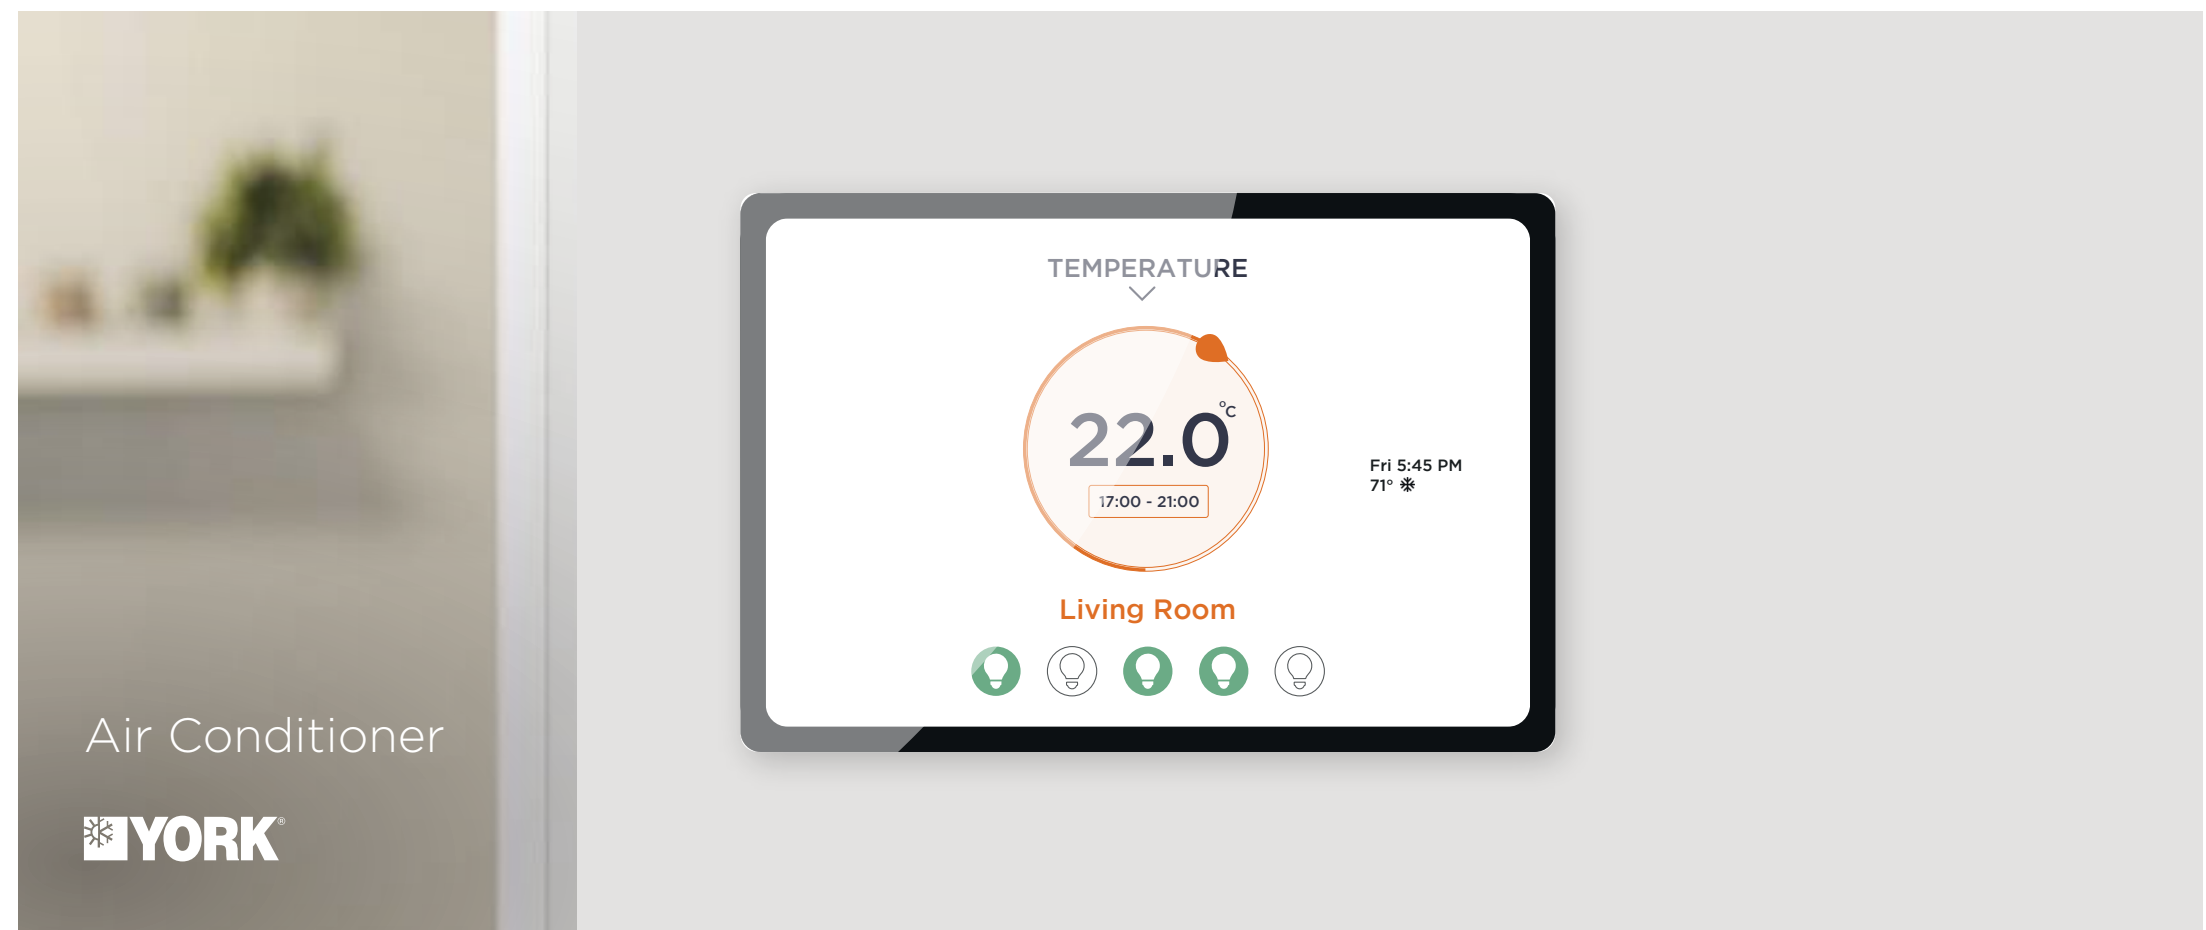 Air Conditioner
YORK®
TEMPERATURE
22.0 °C
17:00 - 21:00
Fri 5:45 PM
71°
Living Room